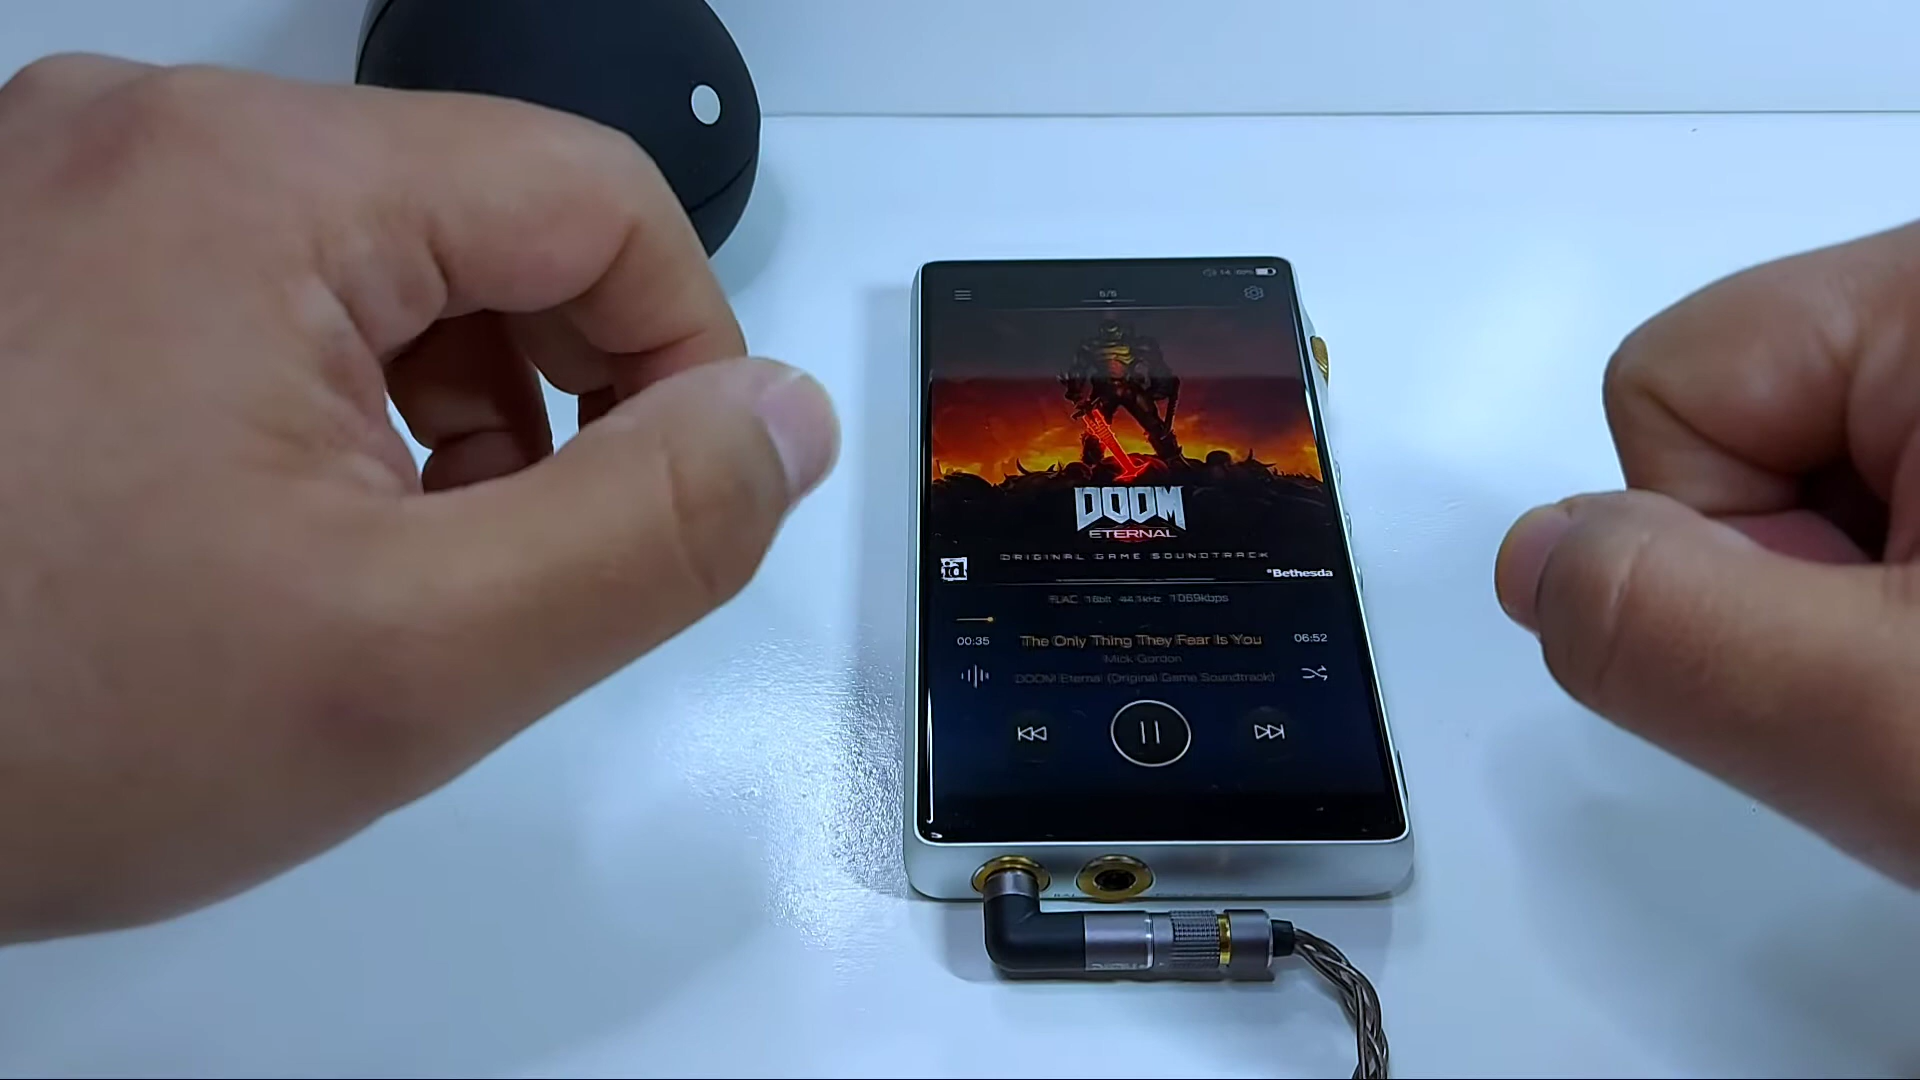 5/5
DOOM
ETERNAL
ORIGINAL GAME SOUNDTRACK
id
Bethesda
FLAC 16bit 44.1kHz 1069kbps
00:35 The Only Thing They Fear Is You 06:52
Mick Gordon
DOOM Eternal (Original Game Soundtrack)